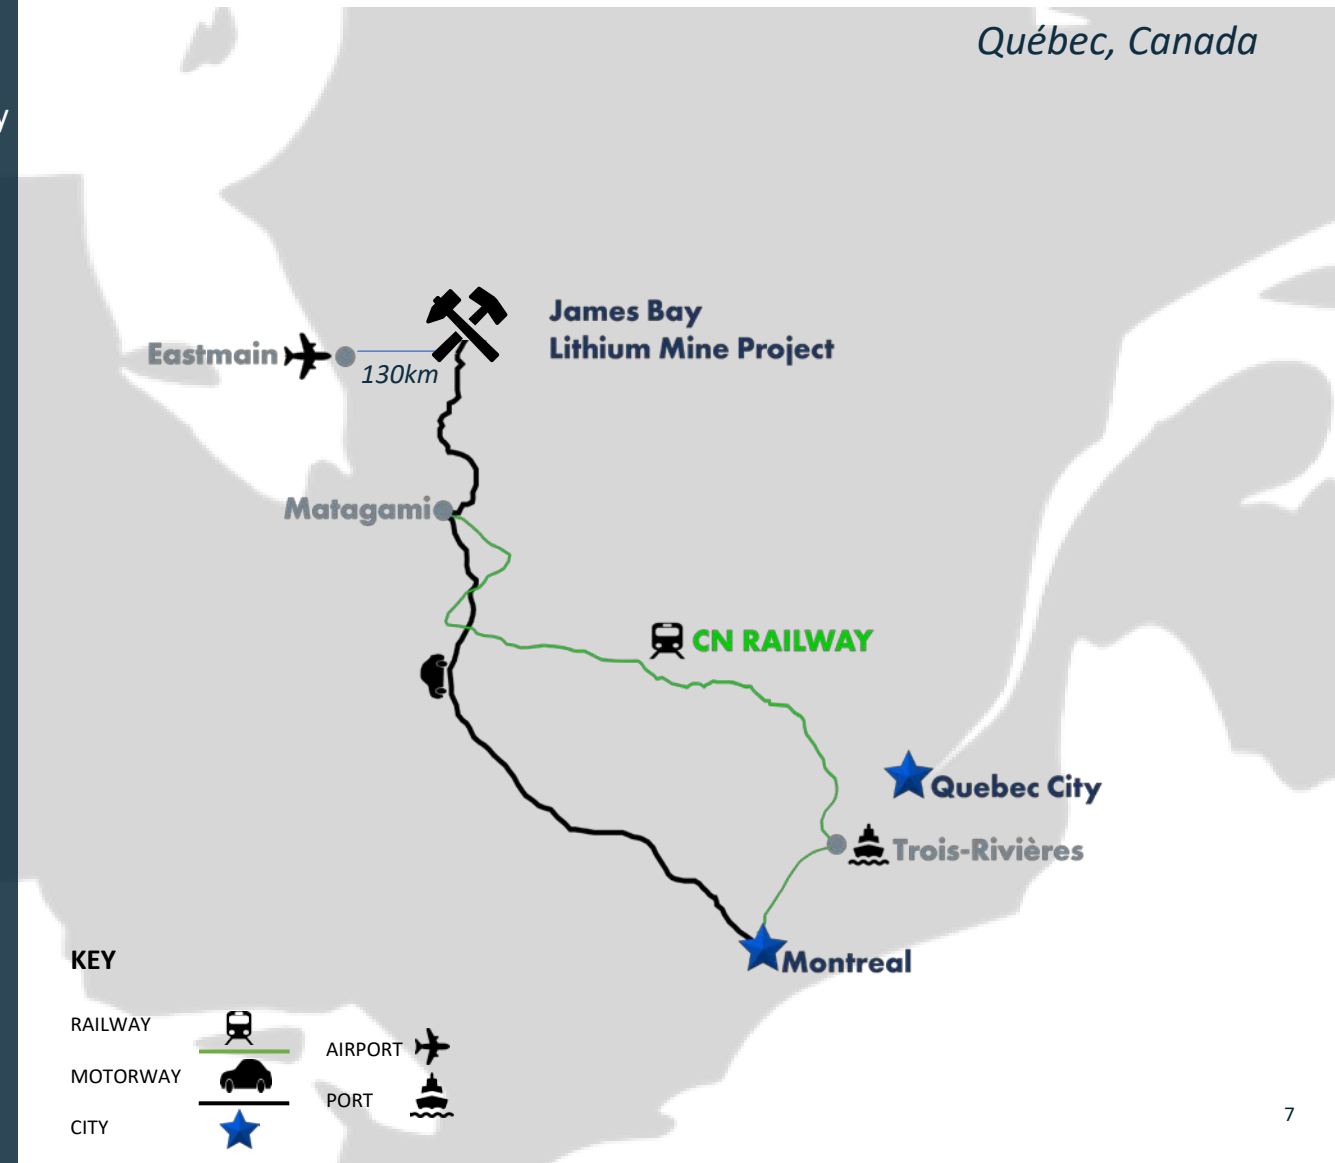 Québec, Canada
y
James Bay
Lithium Mine Project
Eastmain
130km
Matagami
CN RAILWAY
Quebec City
Trois-Rivières
Montreal
KEY
RAILWAY
AIRPORT
MOTORWAY
PORT
CITY
7